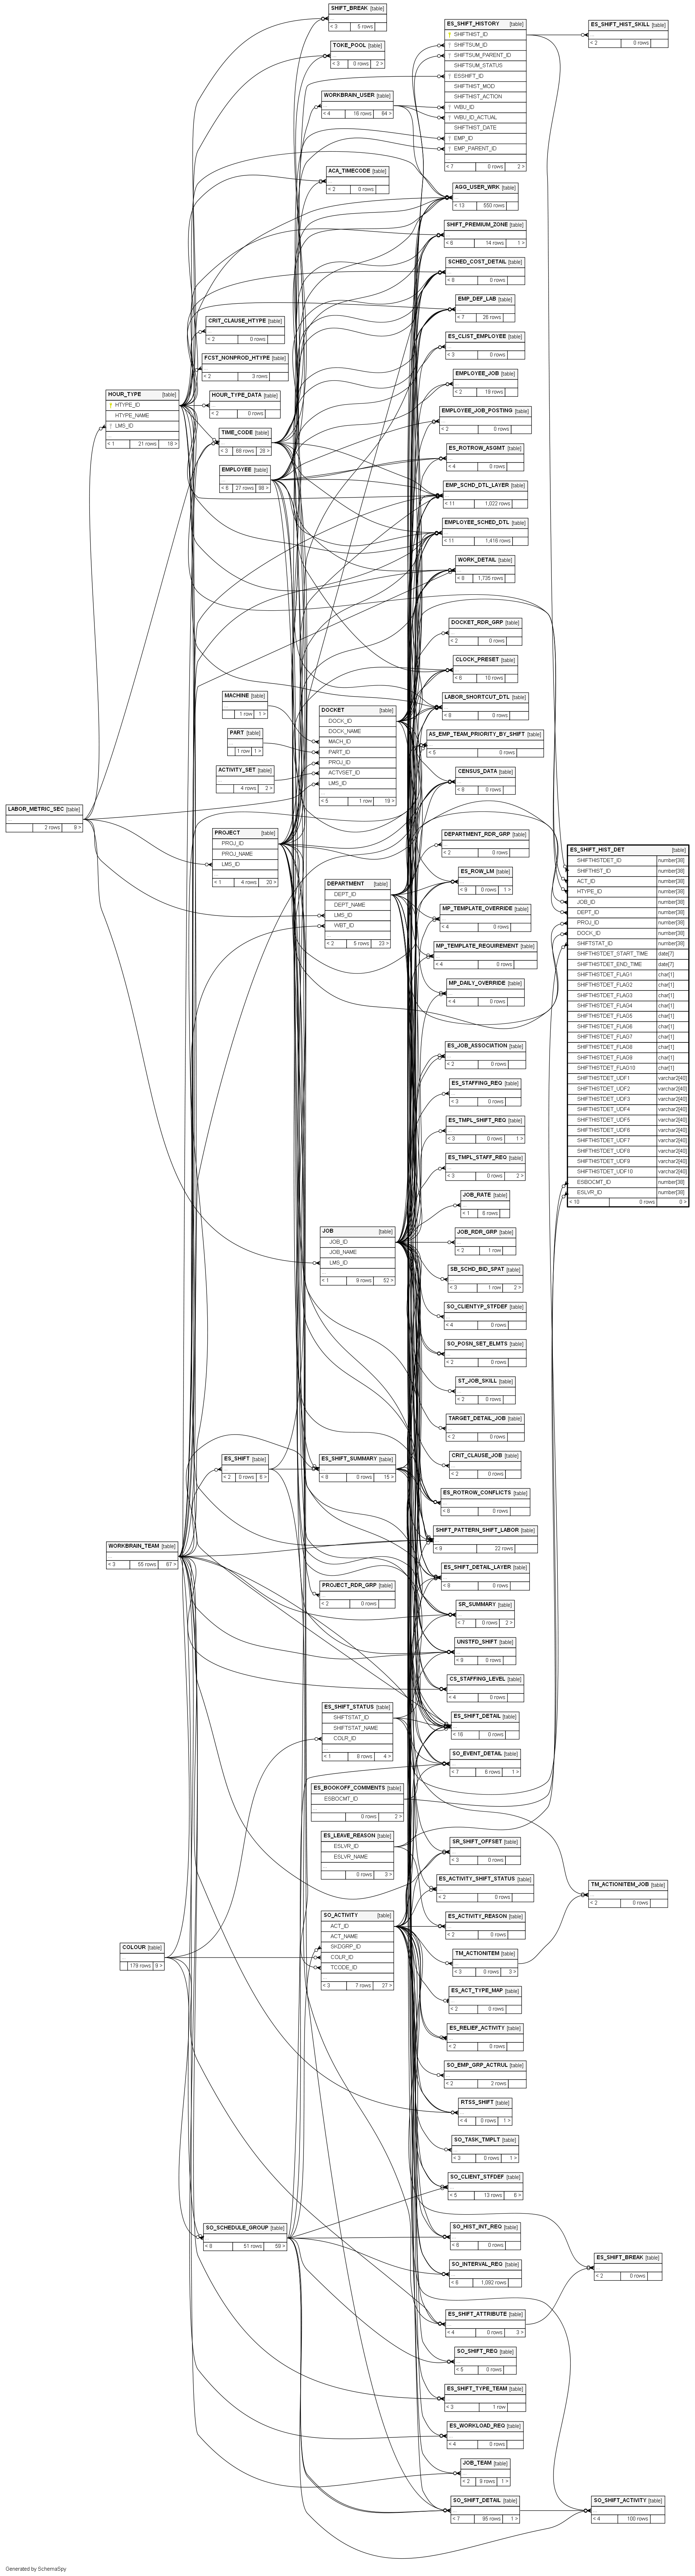 SHIFT_BREAK [table]
...
< 3 5 rows
TOKE_POOL [table]
...
< 3 0 rows 2 >
WORKBRAIN_USER [table]
...
< 4 16 rows 64 >
ES_SHIFT_HISTORY [table]
SHIFTHIST_ID
SHIFTSUM_ID
SHIFTSUM_PARENT_ID
SHIFTSUM_STATUS
ESSHIFT_ID
SHIFTHIST_MOD
SHIFTHIST_ACTION
WBU_ID
WBU_ID_ACTUAL
SHIFTHIST_DATE
EMP_ID
EMP_PARENT_ID
...
< 7 0 rows 2 >
ES_SHIFT_HIST_SKILL [table]
...
< 2 0 rows
ACA_TIMECODE [table]
...
< 2 0 rows
AGG_USER_WRK [table]
...
< 13 550 rows
SHIFT_PREMIUM_ZONE [table]
...
< 6 14 rows 1 >
SCHED_COST_DETAIL [table]
...
< 9 0 rows
EMP_DEF_LAB [table]
...
< 7 26 rows
CRIT_CLAUSE_HTYPE [table]
...
< 2 0 rows
ES_CLIST_EMPLOYEE [table]
...
< 3 0 rows
FCST_NONPROD_HTYPE [table]
...
< 2 3 rows
EMPLOYEE_JOB [table]
...
< 2 19 rows
HOUR_TYPE [table]
HTYPE_ID
HTYPE_NAME
LMS_ID
...
< 1 21 rows 18 >
HOUR_TYPE_DATA [table]
...
< 2 0 rows
EMPLOYEE_JOB_POSTING [table]
...
< 2 0 rows
TIME_CODE [table]
...
< 3 68 rows 28 >
ES_ROTROW_ASGMT [table]
...
< 4 0 rows
EMPLOYEE [table]
...
< 6 27 rows 98 >
EMP_SCHD_DTL_LAYER [table]
...
< 11 1,022 rows
EMPLOYEE_SCHED_DTL [table]
...
< 11 1,416 rows
WORK_DETAIL [table]
...
< 8 1,735 rows
DOCKET_RDR_GRP [table]
...
< 2 0 rows
CLOCK_PRESET [table]
...
< 6 10 rows
MACHINE [table]
...
1 row 1 >
LABOR_SHORTCUT_DTL [table]
...
< 8 0 rows
DOCKET [table]
DOCK_ID
DOCK_NAME
MACH_ID
PART_ID
PROJ_ID
ACTVSET_ID
LMS_ID
...
< 5 1 row 19 >
PART [table]
...
1 row 1 >
AS_EMP_TEAM_PRIORITY_BY_SHIFT [table]
...
< 5 0 rows
ACTIVITY_SET [table]
...
4 rows 2 >
CENSUS_DATA [table]
...
< 8 0 rows
LABOR_METRIC_SEC [table]
...
2 rows 9 >
PROJECT [table]
PROJ_ID
PROJ_NAME
LMS_ID
...
< 1 4 rows 20 >
DEPARTMENT_RDR_GRP [table]
...
< 2 0 rows
ES_SHIFT_HIST_DET [table]
SHIFTHISTDET_ID number[38]
SHIFTHIST_ID number[38]
ACT_ID number[38]
HTYPE_ID number[38]
JOB_ID number[38]
DEPT_ID number[38]
PROJ_ID number[38]
DOCK_ID number[38]
SHIFTSTAT_ID number[38]
SHIFTHISTDET_START_TIME date[7]
SHIFTHISTDET_END_TIME date[7]
SHIFTHISTDET_FLAG1 char[1]
SHIFTHISTDET_FLAG2 char[1]
SHIFTHISTDET_FLAG3 char[1]
SHIFTHISTDET_FLAG4 char[1]
SHIFTHISTDET_FLAG5 char[1]
SHIFTHISTDET_FLAG6 char[1]
SHIFTHISTDET_FLAG7 char[1]
SHIFTHISTDET_FLAG8 char[1]
SHIFTHISTDET_FLAG9 char[1]
SHIFTHISTDET_FLAG10 char[1]
SHIFTHISTDET_UDF1 varchar2[40]
SHIFTHISTDET_UDF2 varchar2[40]
SHIFTHISTDET_UDF3 varchar2[40]
SHIFTHISTDET_UDF4 varchar2[40]
SHIFTHISTDET_UDF5 varchar2[40]
SHIFTHISTDET_UDF6 varchar2[40]
SHIFTHISTDET_UDF7 varchar2[40]
SHIFTHISTDET_UDF8 varchar2[40]
SHIFTHISTDET_UDF9 varchar2[40]
SHIFTHISTDET_UDF10 varchar2[40]
ESBOCMT_ID number[38]
ESLVR_ID number[38]
< 10 0 rows 0 >
ES_ROW_LM [table]
...
< 9 0 rows 1 >
DEPARTMENT [table]
DEPT_ID
DEPT_NAME
LMS_ID
WBT_ID
...
< 2 5 rows 23 >
MP_TEMPLATE_OVERRIDE [table]
...
< 4 0 rows
MP_TEMPLATE_REQUIREMENT [table]
...
< 4 0 rows
MP_DAILY_OVERRIDE [table]
...
< 4 0 rows
ES_JOB_ASSOCIATION [table]
...
< 2 0 rows
ES_STAFFING_REQ [table]
...
< 3 0 rows
ES_TMPL_SHIFT_REQ [table]
...
< 3 0 rows 1 >
ES_TMPL_STAFF_REQ [table]
...
< 3 0 rows 2 >
JOB_RATE [table]
...
< 1 6 rows
JOB [table]
JOB_ID
JOB_NAME
LMS_ID
...
< 1 9 rows 52 >
JOB_RDR_GRP [table]
...
< 2 1 row
SB_SCHD_BID_SPAT [table]
...
< 3 1 row 2 >
SO_CLIENTYP_STFDEF [table]
...
< 4 0 rows
SO_POSN_SET_ELMTS [table]
...
< 2 0 rows
ST_JOB_SKILL [table]
...
< 2 0 rows
TARGET_DETAIL_JOB [table]
...
< 2 0 rows
CRIT_CLAUSE_JOB [table]
...
< 2 0 rows
ES_SHIFT [table]
...
< 2 0 rows 6 >
ES_SHIFT_SUMMARY [table]
...
< 8 0 rows 15 >
ES_ROTROW_CONFLICTS [table]
...
< 8 0 rows
SHIFT_PATTERN_SHIFT_LABOR [table]
...
< 9 22 rows
WORKBRAIN_TEAM [table]
...
< 3 55 rows 67 >
ES_SHIFT_DETAIL_LAYER [table]
...
< 8 0 rows
PROJECT_RDR_GRP [table]
...
< 2 0 rows
SR_SUMMARY [table]
...
< 7 0 rows 2 >
UNSTFD_SHIFT [table]
...
< 8 0 rows
CS_STAFFING_LEVEL [table]
...
< 4 0 rows
ES_SHIFT_STATUS [table]
SHIFTSTAT_ID
SHIFTSTAT_NAME
COLR_ID
...
< 1 8 rows 4 >
ES_SHIFT_DETAIL [table]
...
< 16 0 rows
SO_EVENT_DETAIL [table]
...
< 7 6 rows 1 >
ES_BOOKOFF_COMMENTS [table]
ESBOCMT_ID
...
0 rows 2 >
ES_LEAVE_REASON [table]
ESLVR_ID
ESLVR_NAME
...
0 rows 3 >
SR_SHIFT_OFFSET [table]
...
< 3 0 rows
ES_ACTIVITY_SHIFT_STATUS [table]
...
< 2 0 rows
TM_ACTIONITEM_JOB [table]
...
< 2 0 rows
SO_ACTIVITY [table]
ACT_ID
ACT_NAME
SKDGRP_ID
COLR_ID
TCODE_ID
...
< 3 7 rows 27 >
ES_ACTIVITY_REASON [table]
...
< 2 0 rows
COLOUR [table]
...
179 rows 9 >
TM_ACTIONITEM [table]
...
< 3 0 rows 3 >
ES_ACT_TYPE_MAP [table]
...
< 2 0 rows
ES_RELIEF_ACTIVITY [table]
...
< 2 0 rows
SO_EMP_GRP_ACTRUL [table]
...
< 2 2 rows
RTSS_SHIFT [table]
...
< 4 0 rows 1 >
SO_TASK_TMPLT [table]
...
< 3 0 rows 1 >
SO_CLIENT_STFDEF [table]
...
< 5 13 rows 6 >
SO_SCHEDULE_GROUP [table]
...
< 8 51 rows 59 >
SO_HIST_INT_REQ [table]
...
< 6 0 rows
SO_INTERVAL_REQ [table]
...
< 6 1,092 rows
ES_SHIFT_BREAK [table]
...
< 2 0 rows
ES_SHIFT_ATTRIBUTE [table]
...
< 4 0 rows 3 >
SO_SHIFT_REQ [table]
...
< 5 0 rows
ES_SHIFT_TYPE_TEAM [table]
...
< 3 1 row
ES_WORKLOAD_REQ [table]
...
< 4 0 rows
JOB_TEAM [table]
...
< 2 9 rows 1 >
SO_SHIFT_DETAIL [table]
...
< 7 95 rows 1 >
SO_SHIFT_ACTIVITY [table]
...
< 4 100 rows
Generated by SchemaSpy